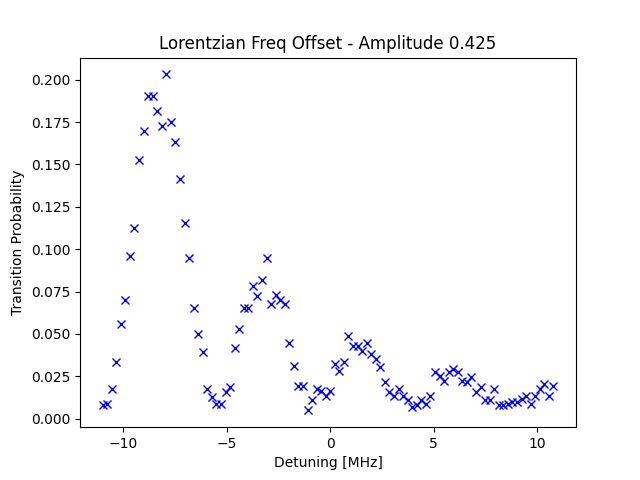 Lorentzian Freq Offset - Amplitude 0.425
Transition Probability
0.200
0.175
0.150
0.125
0.100
0.075
0.050
0.025
0.000
−10 −5 0 5 10
Detuning [MHz]